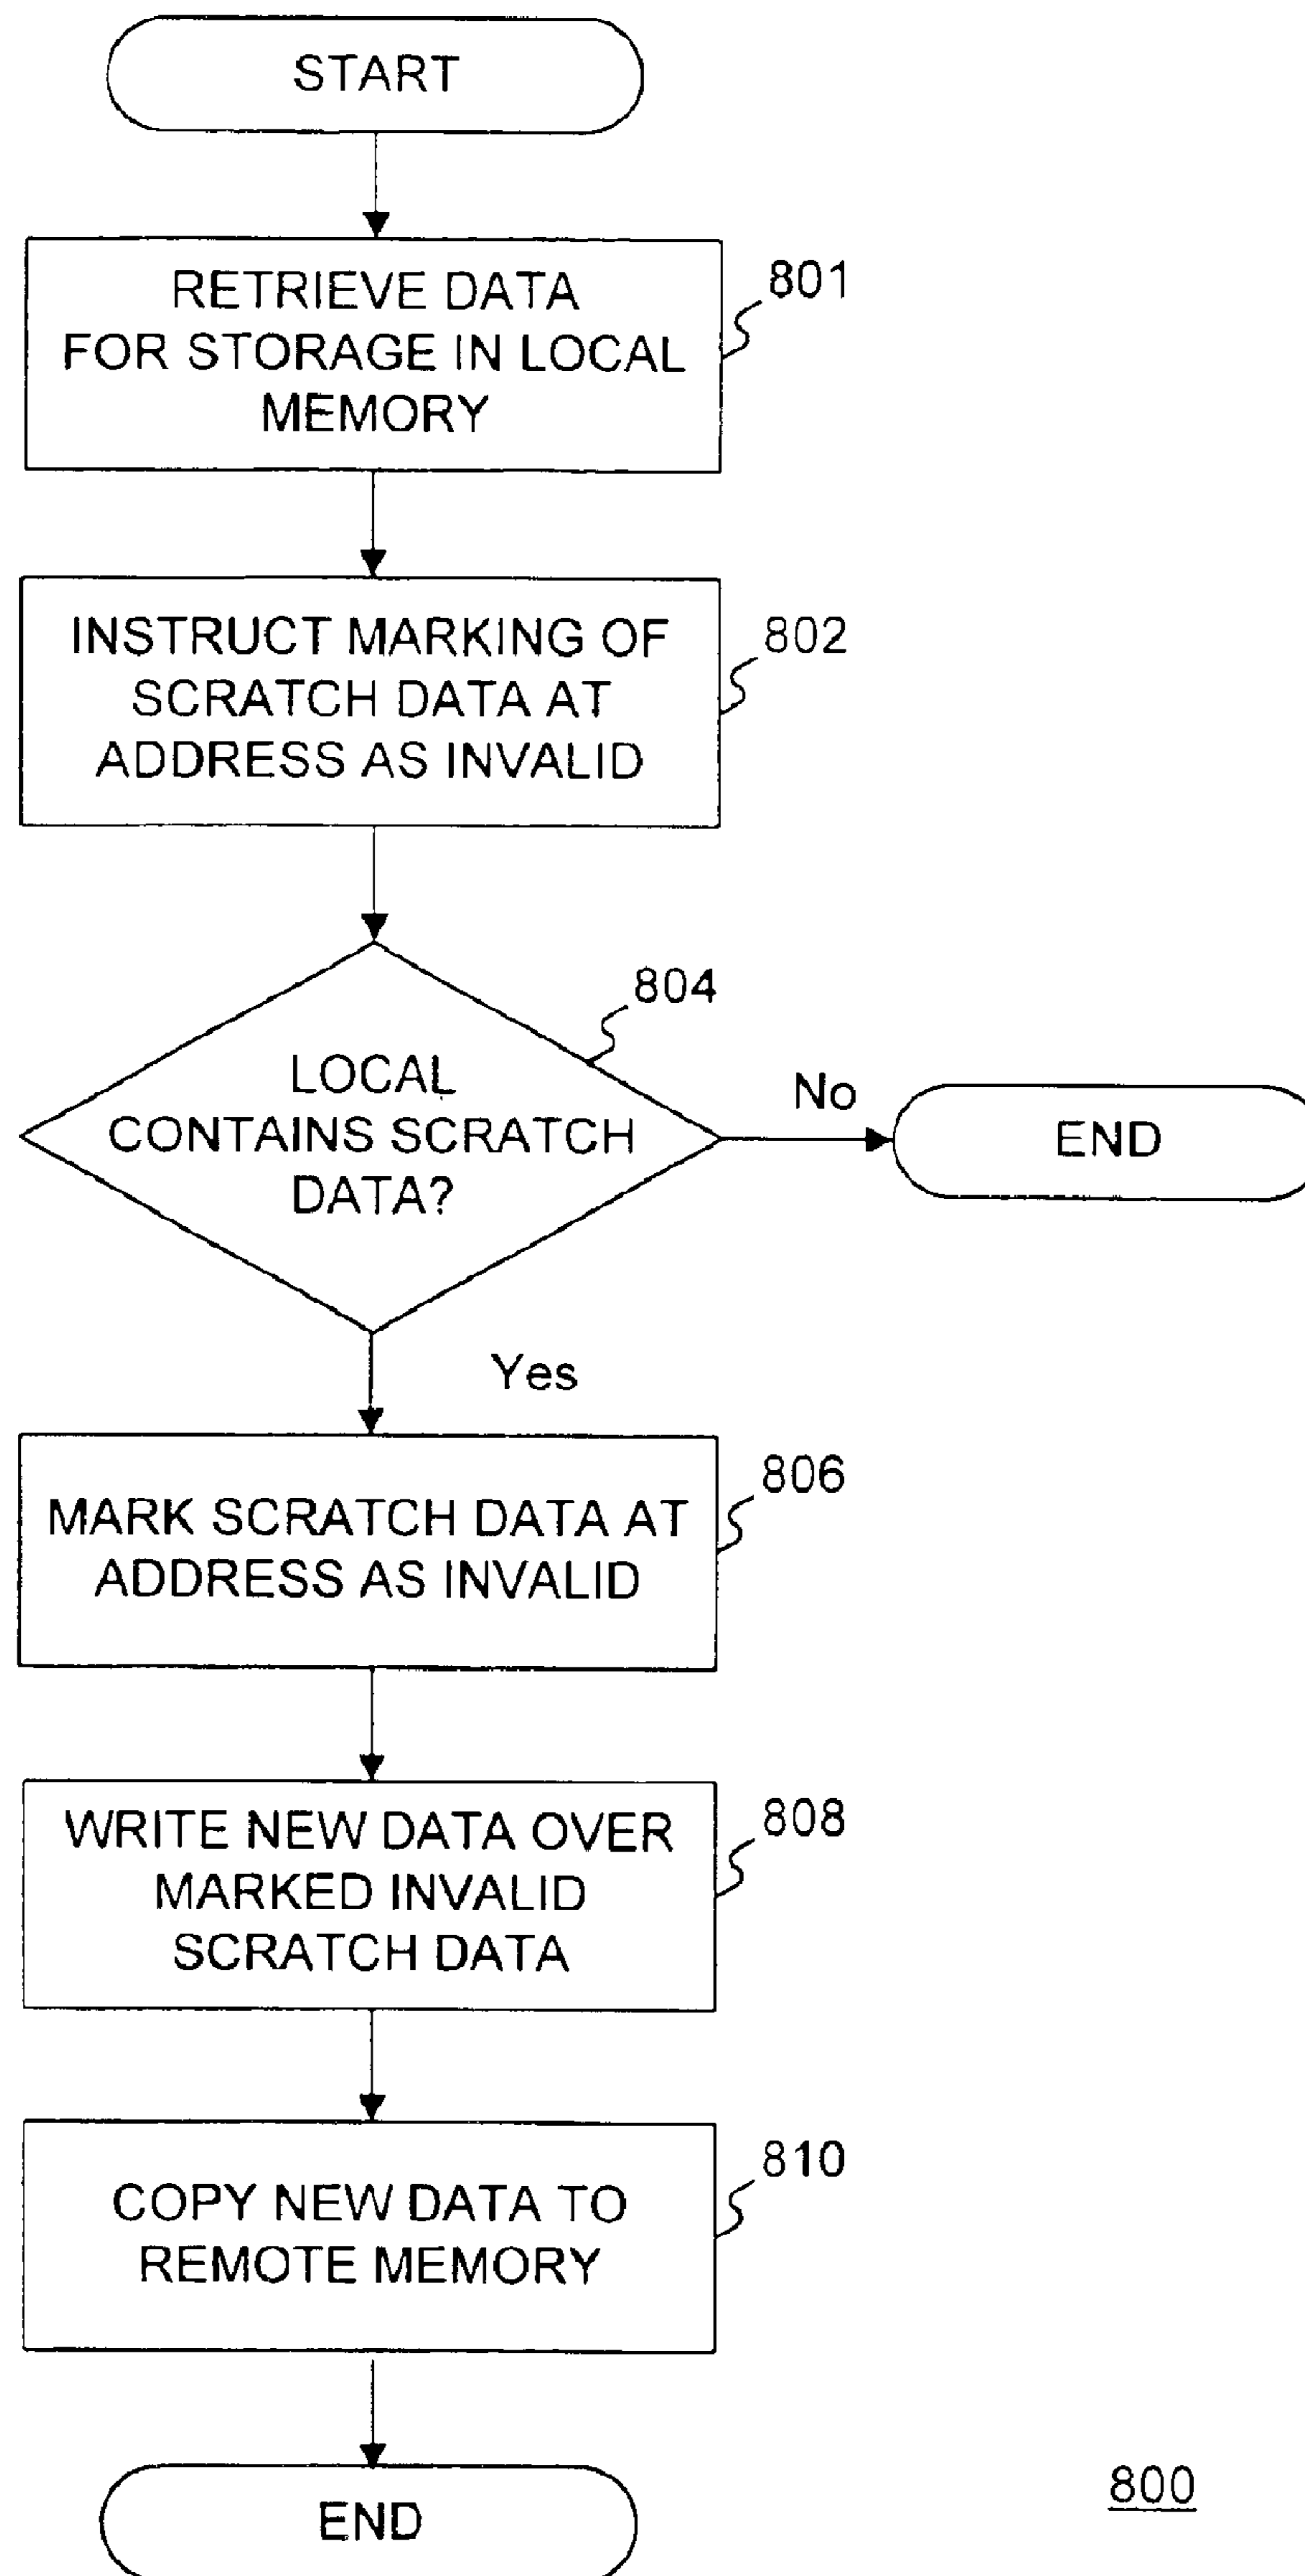 START
RETRIEVE DATA
FOR STORAGE IN LOCAL
MEMORY
801
INSTRUCT MARKING OF
SCRATCH DATA AT
ADDRESS AS INVALID
802
804
LOCAL
CONTAINS SCRATCH
DATA?
No
END
Yes
MARK SCRATCH DATA AT
ADDRESS AS INVALID
806
WRITE NEW DATA OVER
MARKED INVALID
SCRATCH DATA
808
COPY NEW DATA TO
REMOTE MEMORY
810
END
800